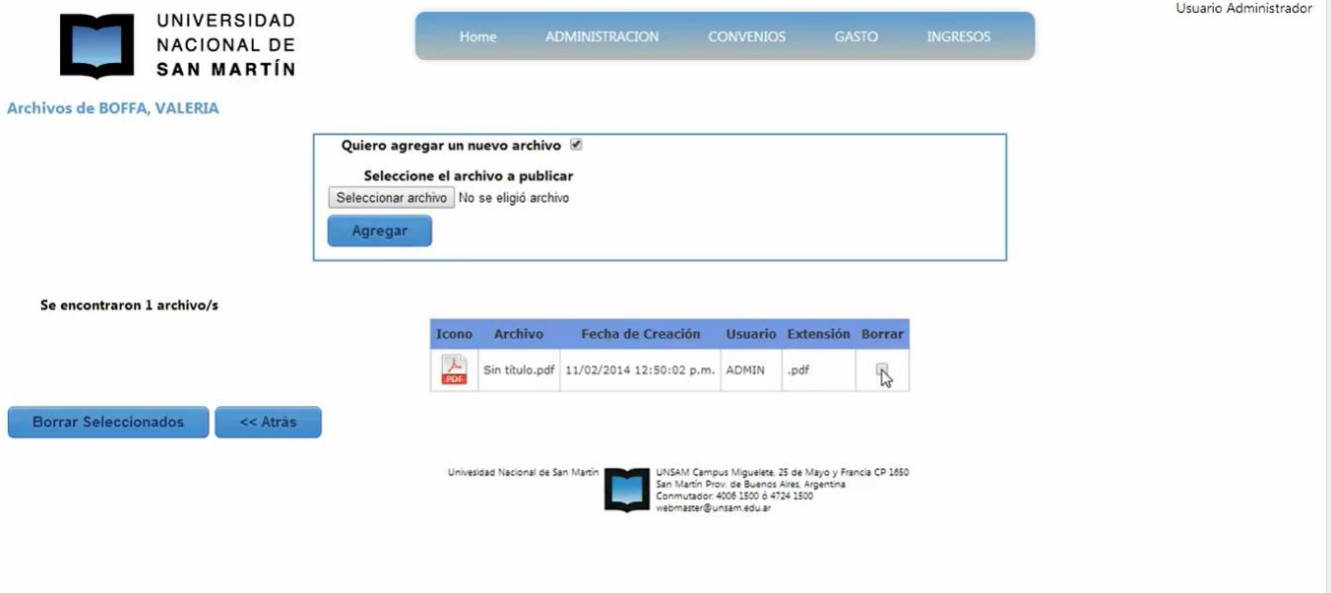 Usuario Administrador
UNIVERSIDAD
NACIONAL DE
SAN MARTÍN
Home ADMINISTRACION CONVENIOS GASTO INGRESOS
Archivos de BOFFA, VALERIA
Quiero agregar un nuevo archivo
Seleccione el archivo a publicar
Seleccionar archivo No se eligió archivo
Agregar
Se encontraron 1 archivo/s
Icono Archivo Fecha de Creación Usuario Extensión Borrar
PDF Sin título.pdf 11/02/2014 12:50:02 p.m. ADMIN .pdf
Borrar Seleccionados << Atrás
Univesidad Nacional de San Martín
UNSAM Campus Miguelete, 25 de Mayo y Francia CP 1650
San Martín Prov. de Buenos Aires, Argentina
Conmutador: 4006 1500 ó 4724 1500
webmaster@unsam.edu.ar